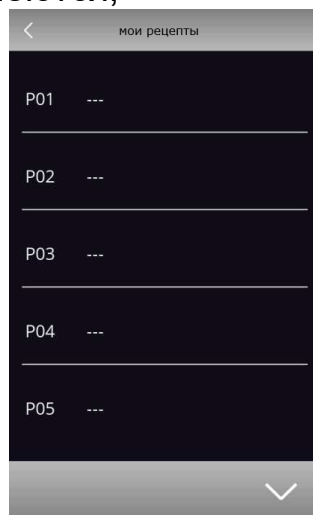 мои рецепты
P01 ---
P02 ---
P03 ---
P04 ---
P05 ---